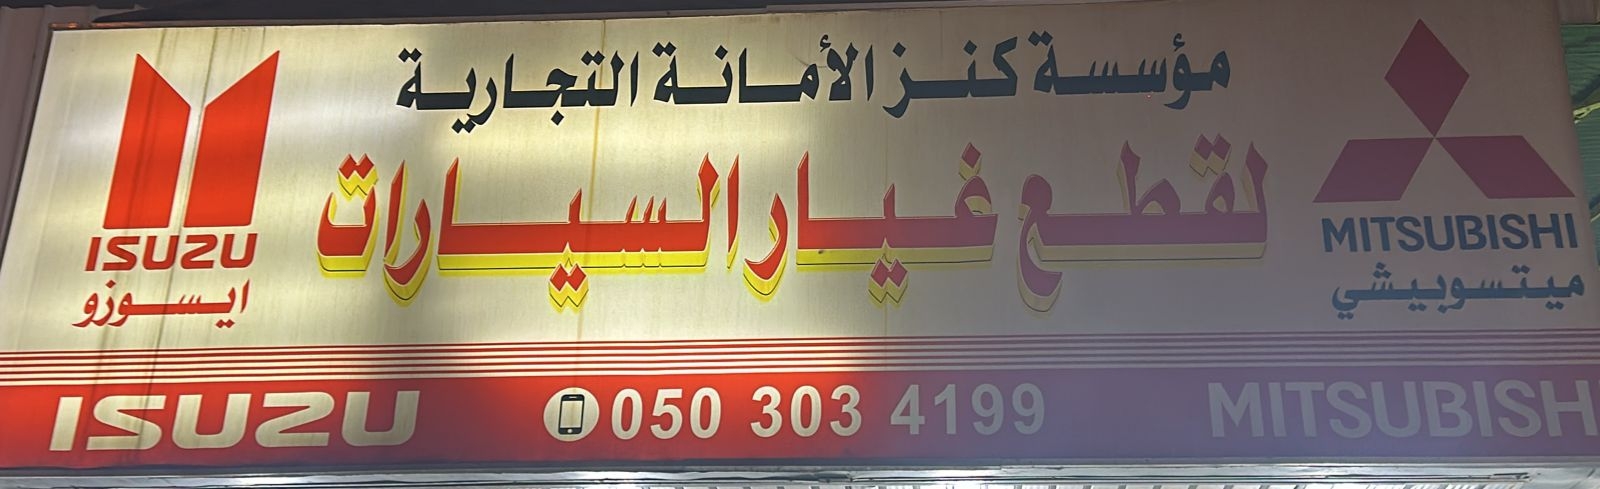 مؤسسة كنز الأمانة التجارية
لقطع غيار السيارات
MITSUBISHI
ميتسوبيشي
ISUZU
ايسوزو
ISUZU 050 303 4199 MITSUBISHI